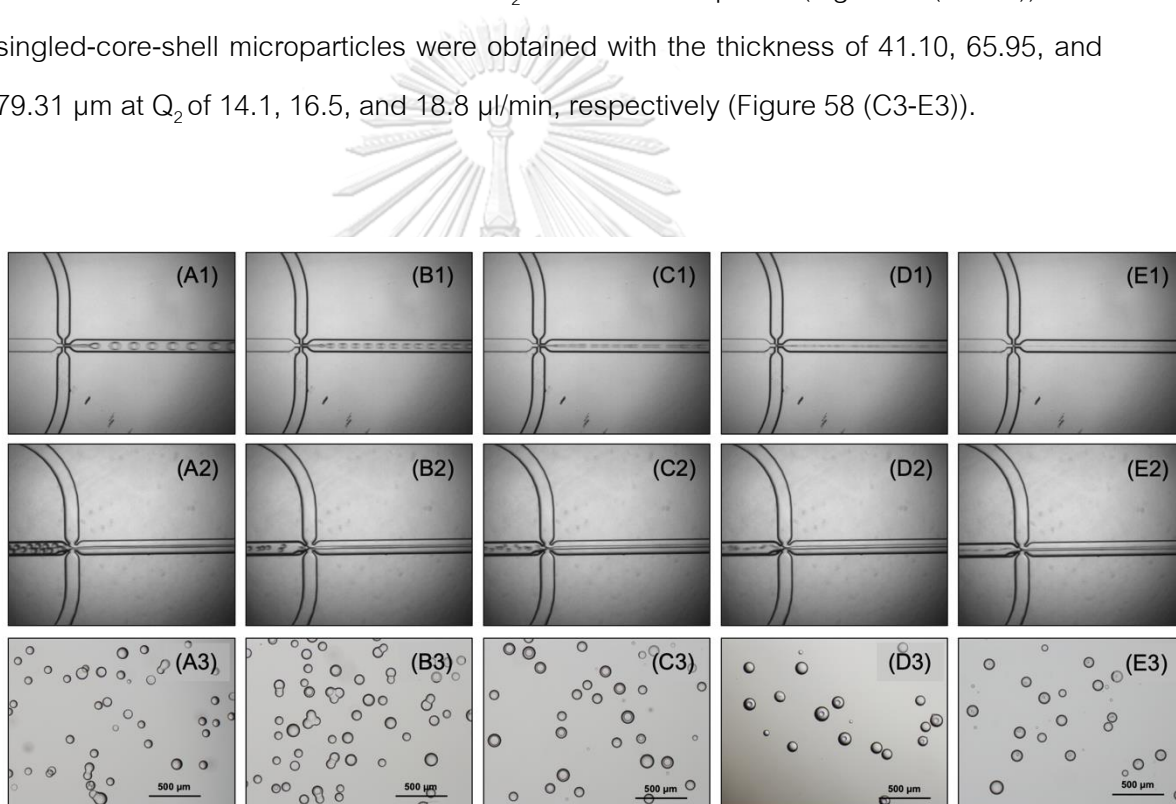 singled-core-shell microparticles were obtained with the thickness of 41.10, 65.95, and
79.31 μm at Q2 of 14.1, 16.5, and 18.8 μl/min, respectively (Figure 58 (C3-E3)).
(A1) (B1) (C1) (D1) (E1)
(A2) (B2) (C2) (D2) (E2)
(A3) (B3) (C3) (D3) (E3)
500 μm 500 μm 500 μm 500 μm 500 μm